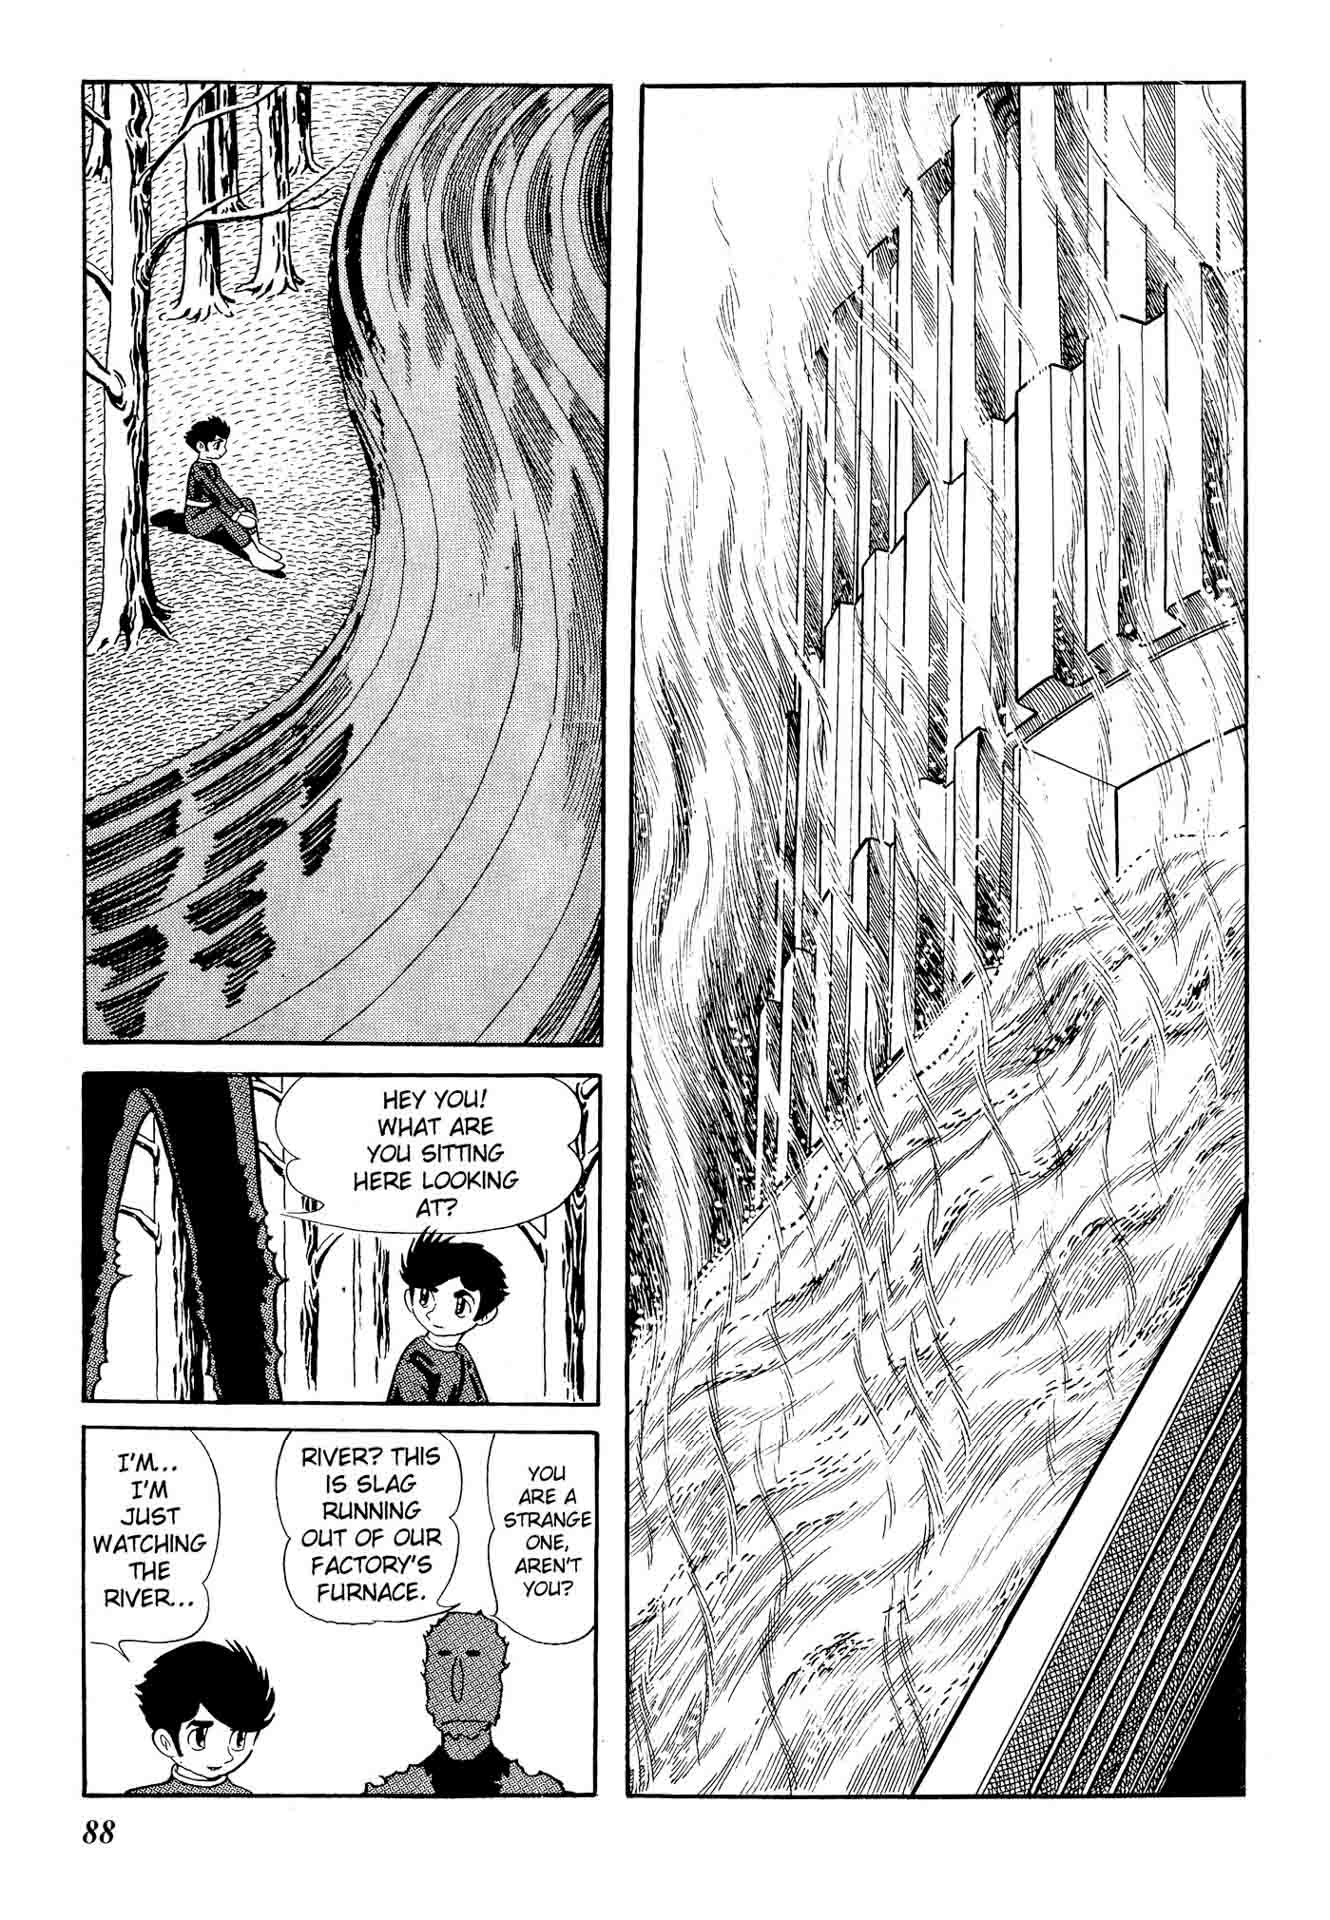 HEY YOU!
WHAT ARE
YOU SITTING
HERE LOOKING
AT?
I'M...
I'M
JUST
WATCHING
THE
RIVER...
RIVER? THIS
IS SLAG
RUNNING
OUT OF OUR
FACTORY'S
FURNACE.
YOU
ARE A
STRANGE
ONE,
AREN'T
YOU?
88